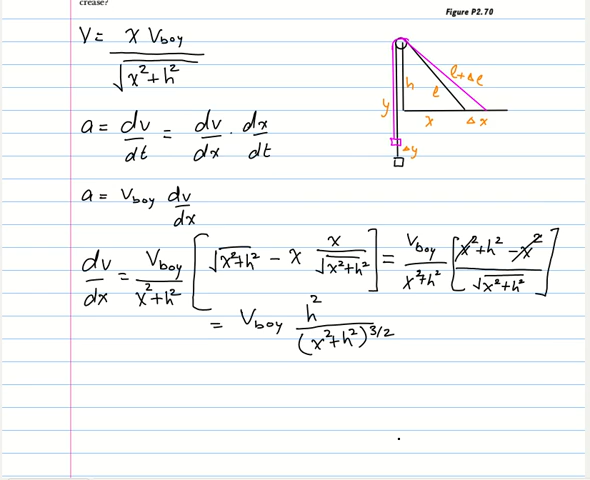 crease?
Figure P2.70
V = x V_boy / √(x²+h²)
a = dv/dt = dv/dx · dx/dt
a = V_boy dv/dx
dv/dx = V_boy/(x²+h²) [√(x²+h²) - x x/√(x²+h²)] = V_boy/(x²+h²) [(x²+h²-x²)/√(x²+h²)]
= V_boy h²/(x²+h²)^3/2
h
l
l+Δl
y
x
Δx
Δy